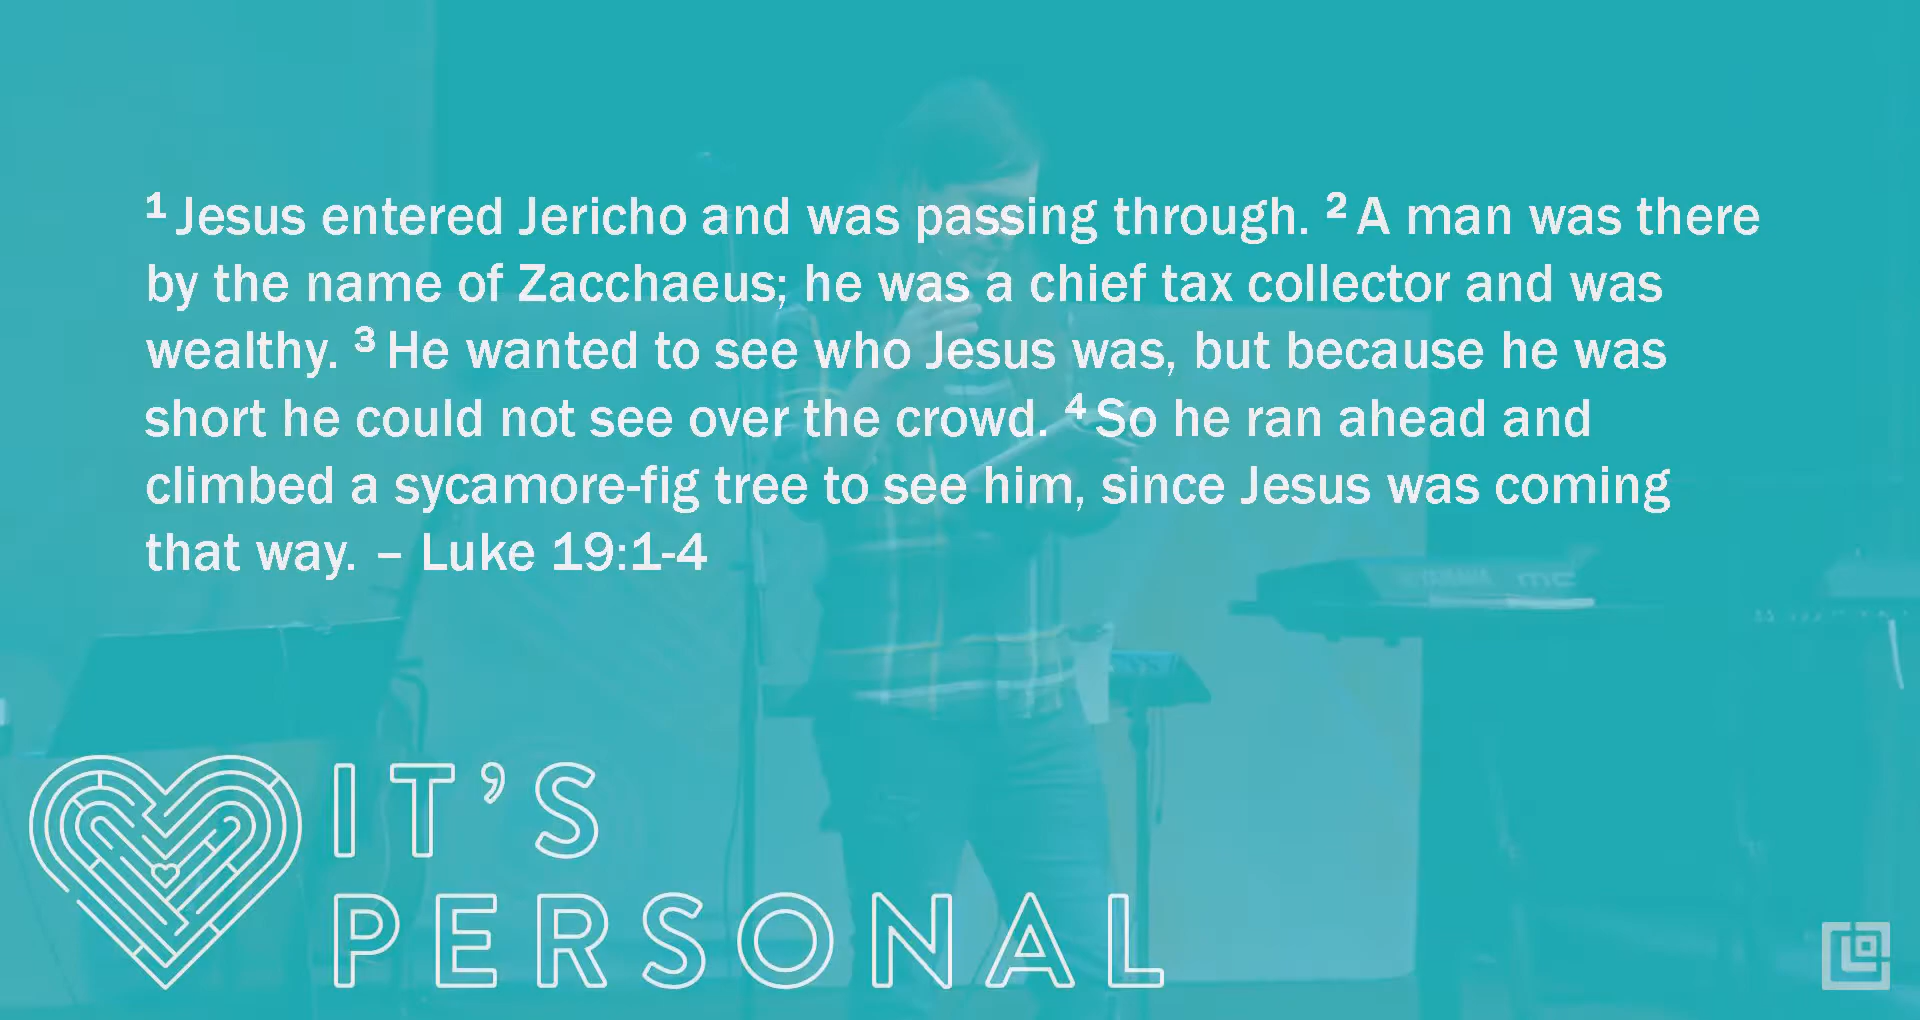 ¹ Jesus entered Jericho and was passing through. ² A man was there
by the name of Zacchaeus; he was a chief tax collector and was
wealthy. ³ He wanted to see who Jesus was, but because he was
short he could not see over the crowd. ⁴ So he ran ahead and
climbed a sycamore-fig tree to see him, since Jesus was coming
that way. – Luke 19:1-4
YAMAHA
IT’S
PERSONAL